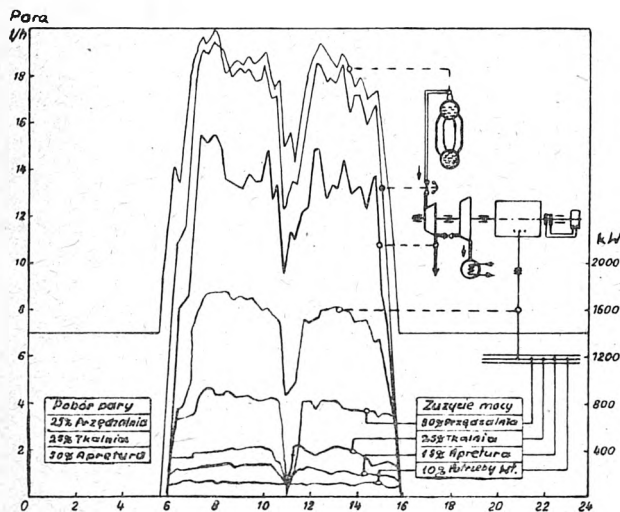 Para
t/h
18
16
14
12
10
8
6
4
2
kW
2000
1600
1200
800
400
Pobór pary
25% Przędzalnia
25% Tkalnia
50% Apretura
Zużycie mocy
50% Przędzalnia
25% Tkalnia
15% Apretura
10% Potrzeby wł.
0 2 4 6 8 10 12 14 16 18 20 22 24